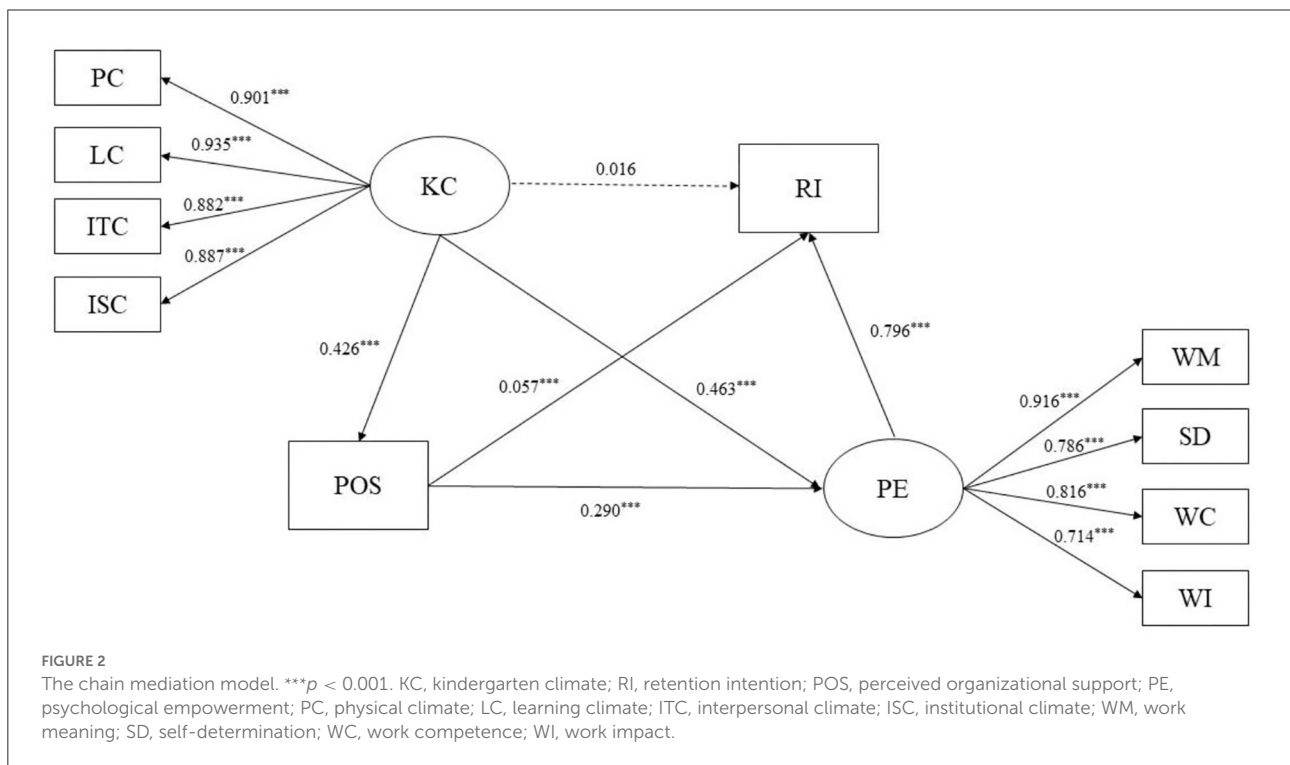 PC
0.901***
LC
0.935***
KC
0.016
RI
ITC
0.882***
0.887***
ISC
0.426***
0.057***
0.463***
0.796***
WM
0.916***
SD
0.786***
POS
0.290***
PE
0.816***
WC
0.714***
WI
FIGURE 2
The chain mediation model. ***p < 0.001. KC, kindergarten climate; RI, retention intention; POS, perceived organizational support; PE,
psychological empowerment; PC, physical climate; LC, learning climate; ITC, interpersonal climate; ISC, institutional climate; WM, work
meaning; SD, self-determination; WC, work competence; WI, work impact.